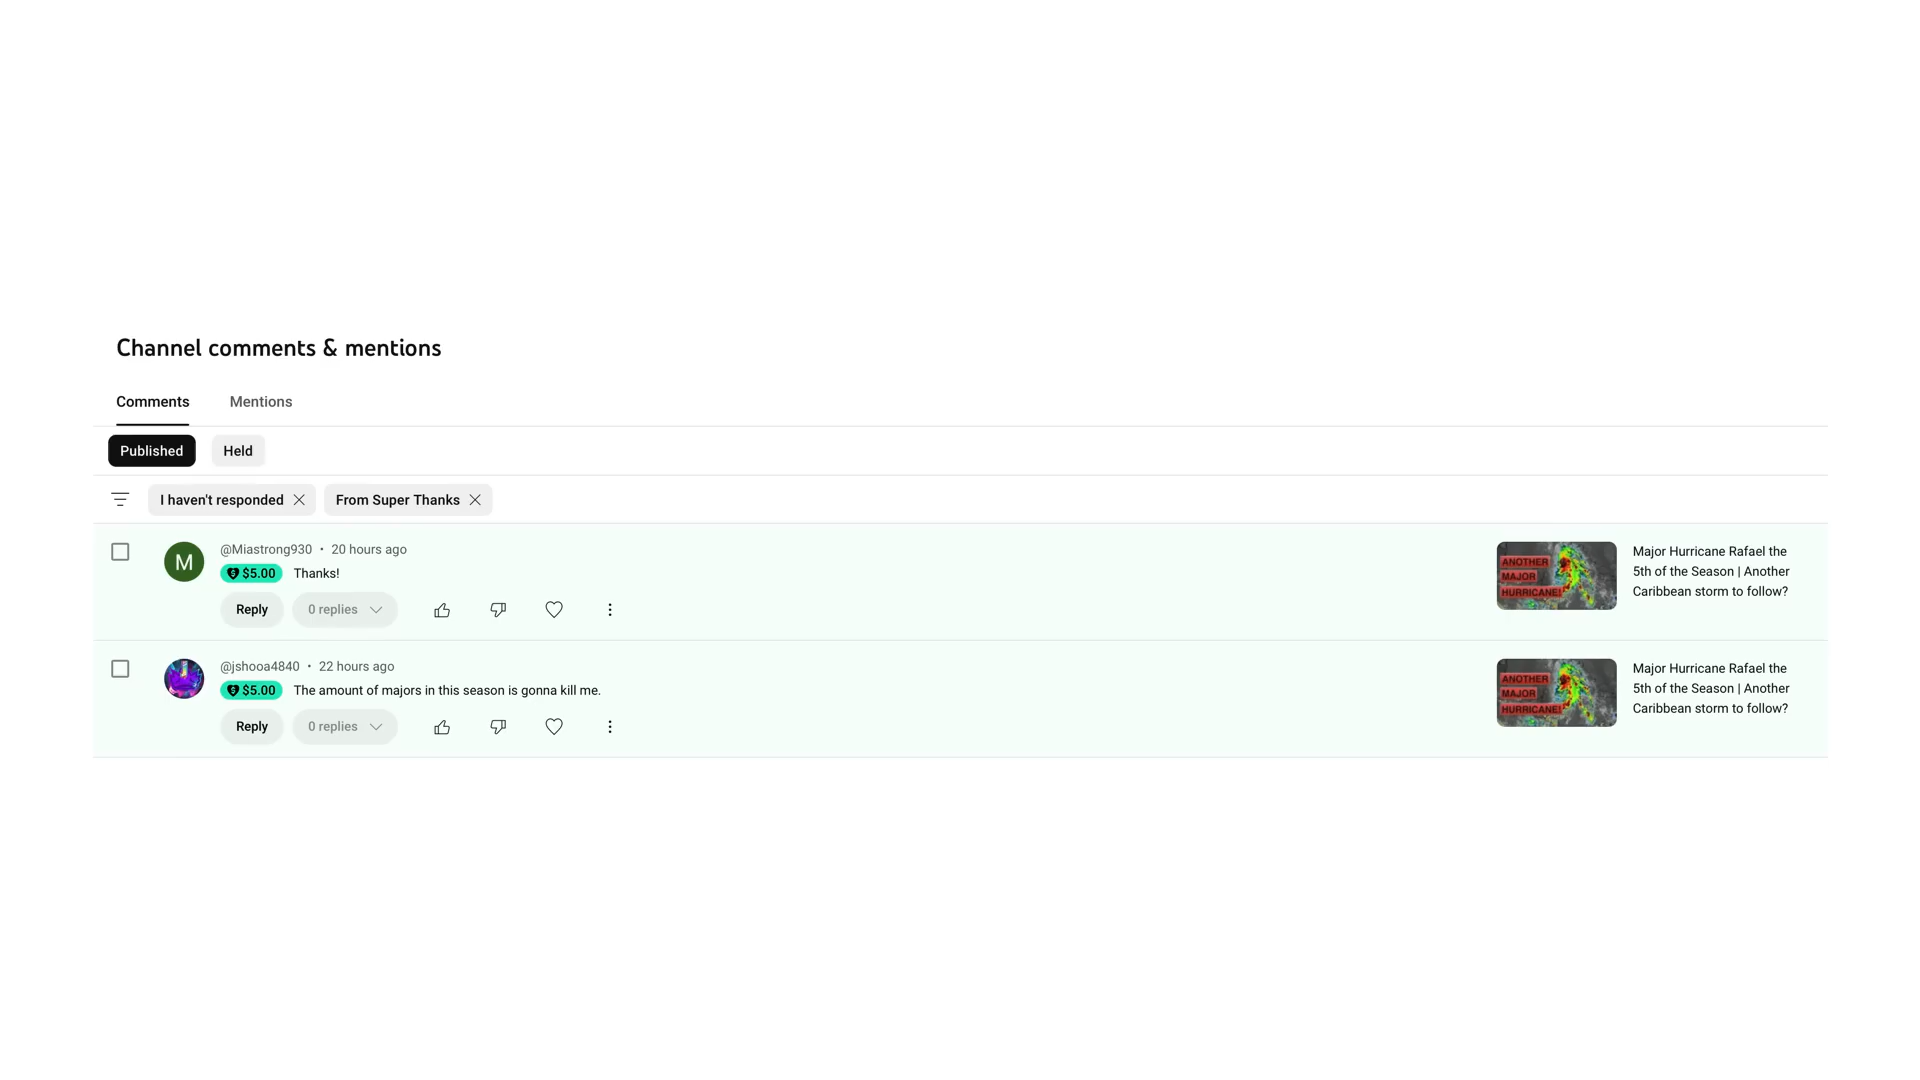 Channel comments & mentions
Comments
Mentions
Published
Held
I haven't responded
From Super Thanks
M
@Miastrong930 • 20 hours ago
$5.00 Thanks!
Reply
0 replies
ANOTHER
MAJOR
HURRICANE!
Major Hurricane Rafael the
5th of the Season | Another
Caribbean storm to follow?
@jshooa4840 • 22 hours ago
$5.00 The amount of majors in this season is gonna kill me.
Reply
0 replies
ANOTHER
MAJOR
HURRICANE!
Major Hurricane Rafael the
5th of the Season | Another
Caribbean storm to follow?